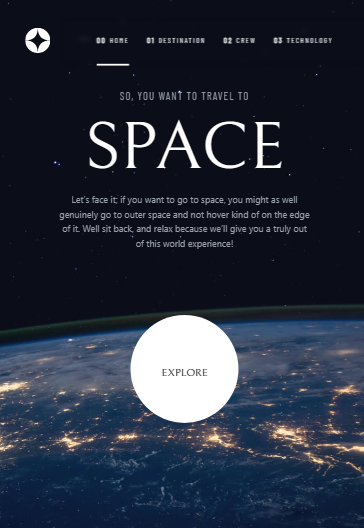 00 HOME 01 DESTINATION 02 CREW 03 TECHNOLOGY
SO, YOU WANT TO TRAVEL TO
SPACE
Let's face it; if you want to go to space, you might as well
genuinely go to outer space and not hover kind of on the edge
of it. Well sit back, and relax because we'll give you a truly out
of this world experience!
EXPLORE